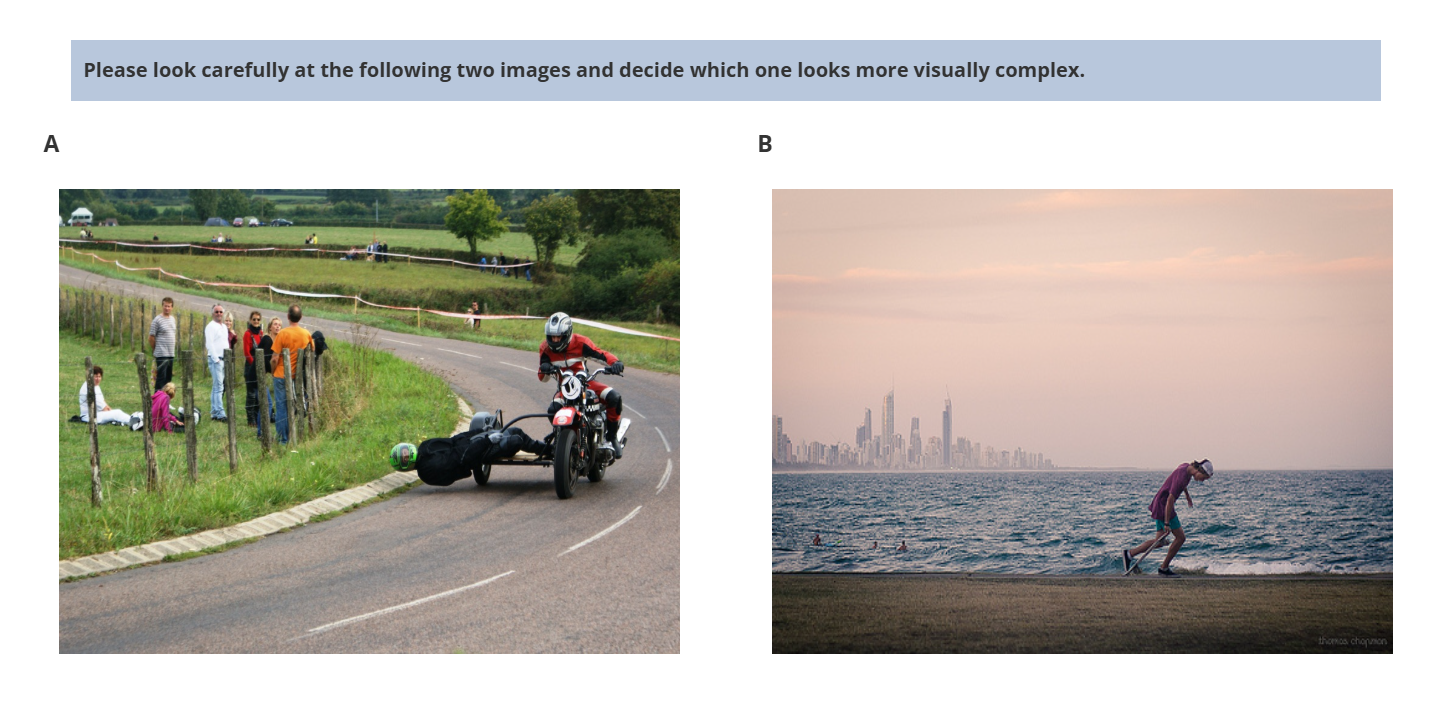 Please look carefully at the following two images and decide which one looks more visually complex.
A
B
thomas chapman